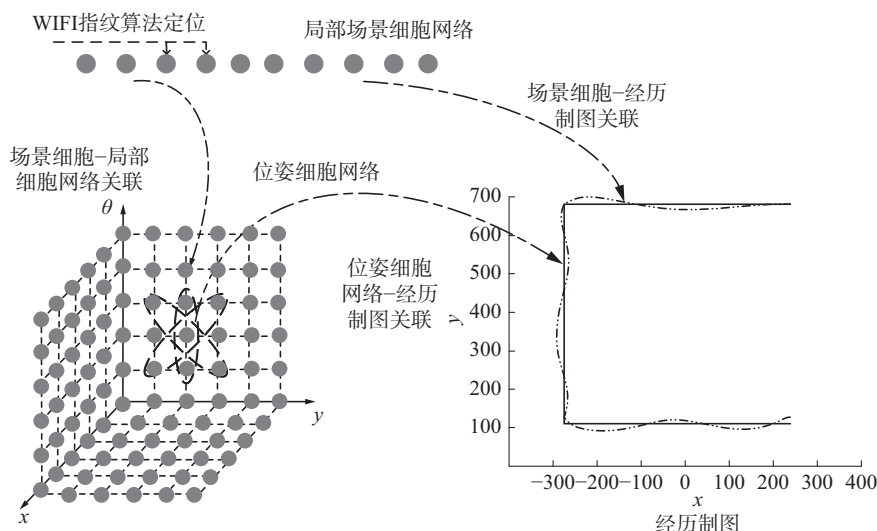 WIFI指纹算法定位
局部场景细胞网络
场景细胞–经历
制图关联
场景细胞–局部
细胞网络关联
位姿细胞网络
θ
y
x
位姿细胞
网络–经历
制图关联
700
600
500
400
300
200
100
y
−300−200−100 0 100 200 300 400
x
经历制图